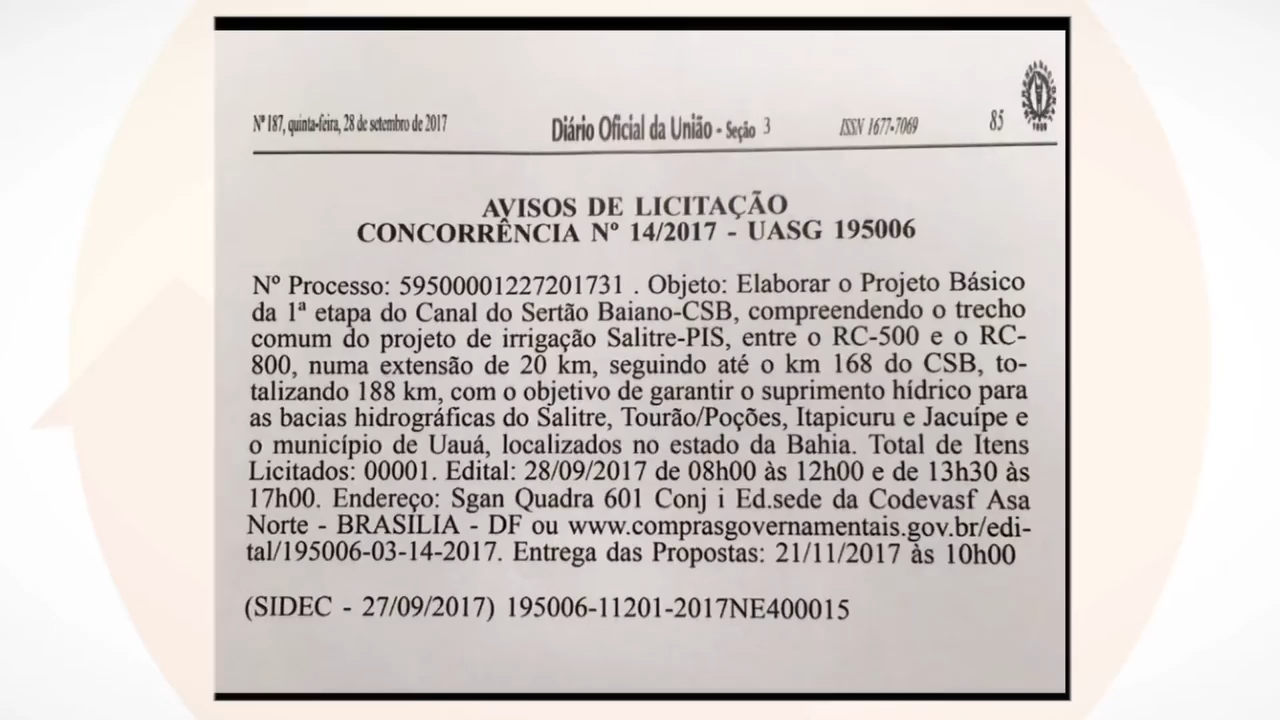 Nº 187, quinta-feira, 28 de setembro de 2017
Diário Oficial da União - Seção 3
ISSN 1677-7069
85
AVISOS DE LICITAÇÃO
CONCORRÊNCIA Nº 14/2017 - UASG 195006
Nº Processo: 59500001227201731 . Objeto: Elaborar o Projeto Básico
da 1ª etapa do Canal do Sertão Baiano-CSB, compreendendo o trecho
comum do projeto de irrigação Salitre-PIS, entre o RC-500 e o RC-
800, numa extensão de 20 km, seguindo até o km 168 do CSB, to-
talizando 188 km, com o objetivo de garantir o suprimento hídrico para
as bacias hidrográficas do Salitre, Tourão/Poções, Itapicuru e Jacuípe e
o município de Uauá, localizados no estado da Bahia. Total de Itens
Licitados: 00001. Edital: 28/09/2017 de 08h00 às 12h00 e de 13h30 às
17h00. Endereço: Sgan Quadra 601 Conj i Ed.sede da Codevasf Asa
Norte - BRASILIA - DF ou www.comprasgovernamentais.gov.br/edi-
tal/195006-03-14-2017. Entrega das Propostas: 21/11/2017 às 10h00
(SIDEC - 27/09/2017) 195006-11201-2017NE400015